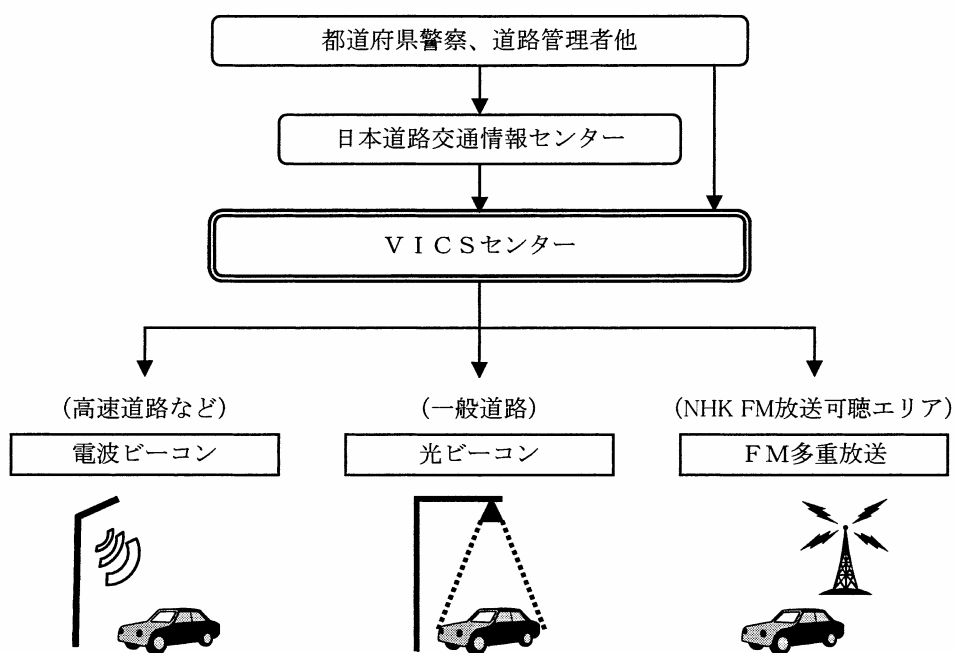 都道府県警察、道路管理者他
日本道路交通情報センター
ＶＩＣＳセンター
(高速道路など)
(一般道路)
(NHK FM放送可聴エリア)
電波ビーコン
光ビーコン
ＦＭ多重放送